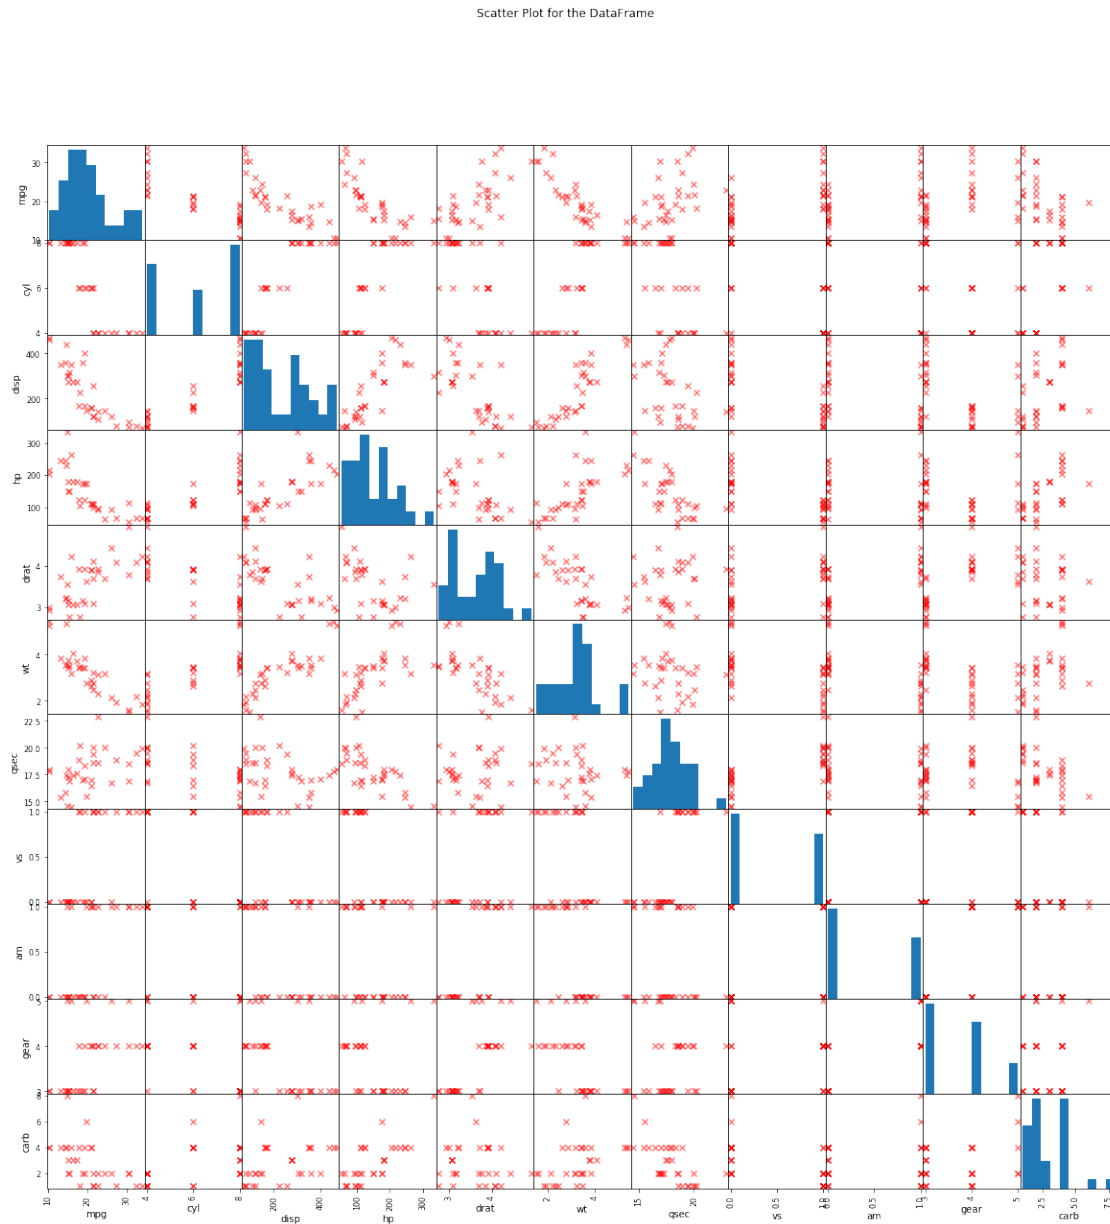 Scatter Plot for the DataFrame
mpg
30
20
10
cyl
8
6
4
disp
400
200
hp
300
200
100
drat
4
3
wt
4
2
qsec
22.5
20.0
17.5
15.0
vs
1.0
0.5
0.0
am
1.0
0.5
0.0
gear
5
4
3
carb
6
4
2
10 20 30 4 6 8 200 400 100 200 300 3 4 2 4 15 20 0.0 0.5 1.0 0.0 0.5 1.0 3 4 5 2.5 5.0 7.5
mpg cyl disp hp drat wt qsec vs am gear carb